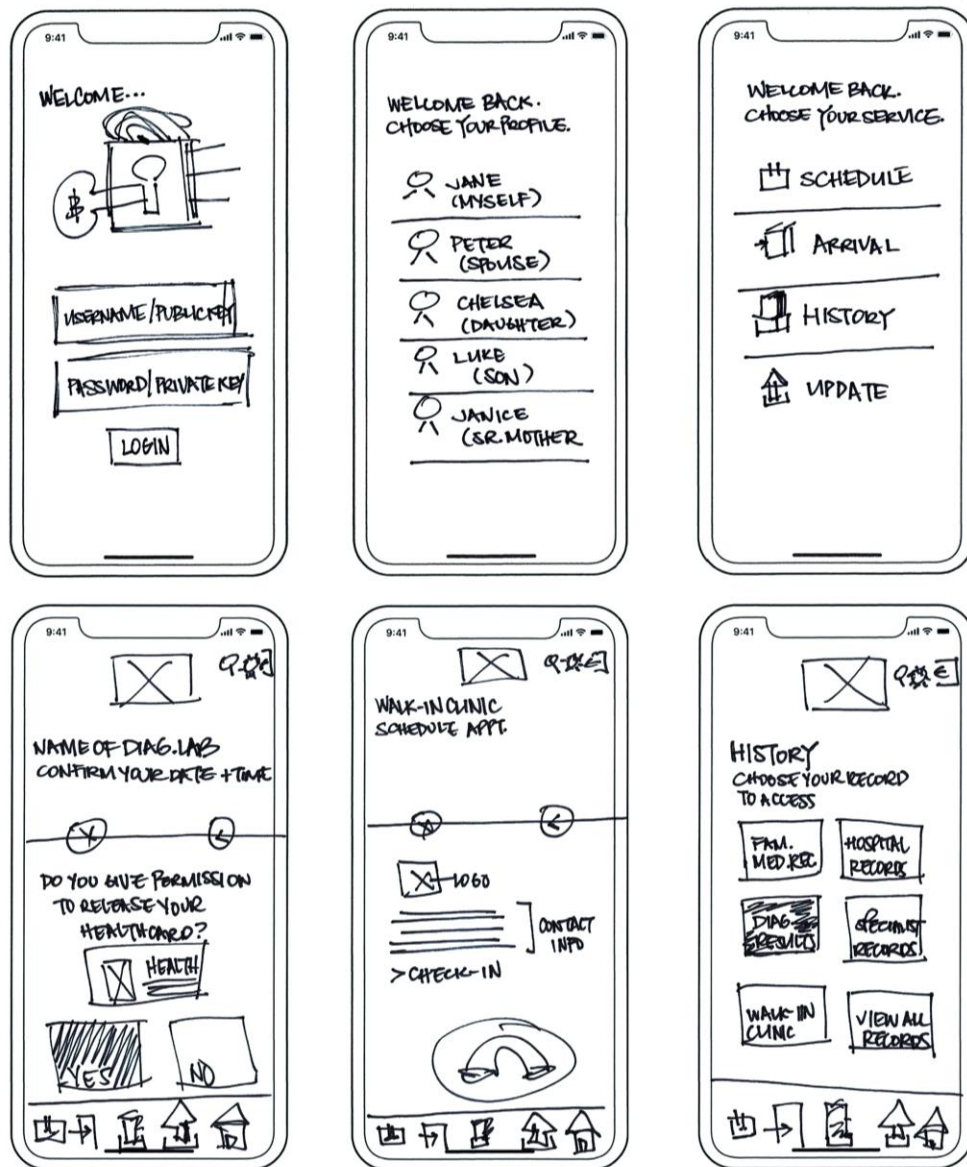 9:41
WELCOME...
$
USERNAME/PUBLIC KEY
PASSWORD/PRIVATE KEY
LOGIN
9:41
WELCOME BACK.
CHOOSE YOUR PROFILE.
JANE
(MYSELF)
PETER
(SPOUSE)
CHELSEA
(DAUGHTER)
LUKE
(SON)
JANICE
(SR. MOTHER
9:41
WELCOME BACK.
CHOOSE YOUR SERVICE.
SCHEDULE
ARRIVAL
HISTORY
UPDATE
9:41
NAME OF DIAG. LAB
CONFIRM YOUR DATE + TIME
X
<
DO YOU GIVE PERMISSION
TO RELEASE YOUR
HEALTHCARD?
HEALTH
YES
NO
9:41
WALK-IN CLINIC
SCHEDULE APPT.
X
<
LOGO
CONTACT
INFO
>CHECK-IN
9:41
HISTORY
CHOOSE YOUR RECORD
TO ACCESS
FAM.
MED. REC
HOSPITAL
RECORDS
DIAG
RESULTS
SPECIALIST
RECORDS
WALK-IN
CLINIC
VIEW ALL
RECORDS